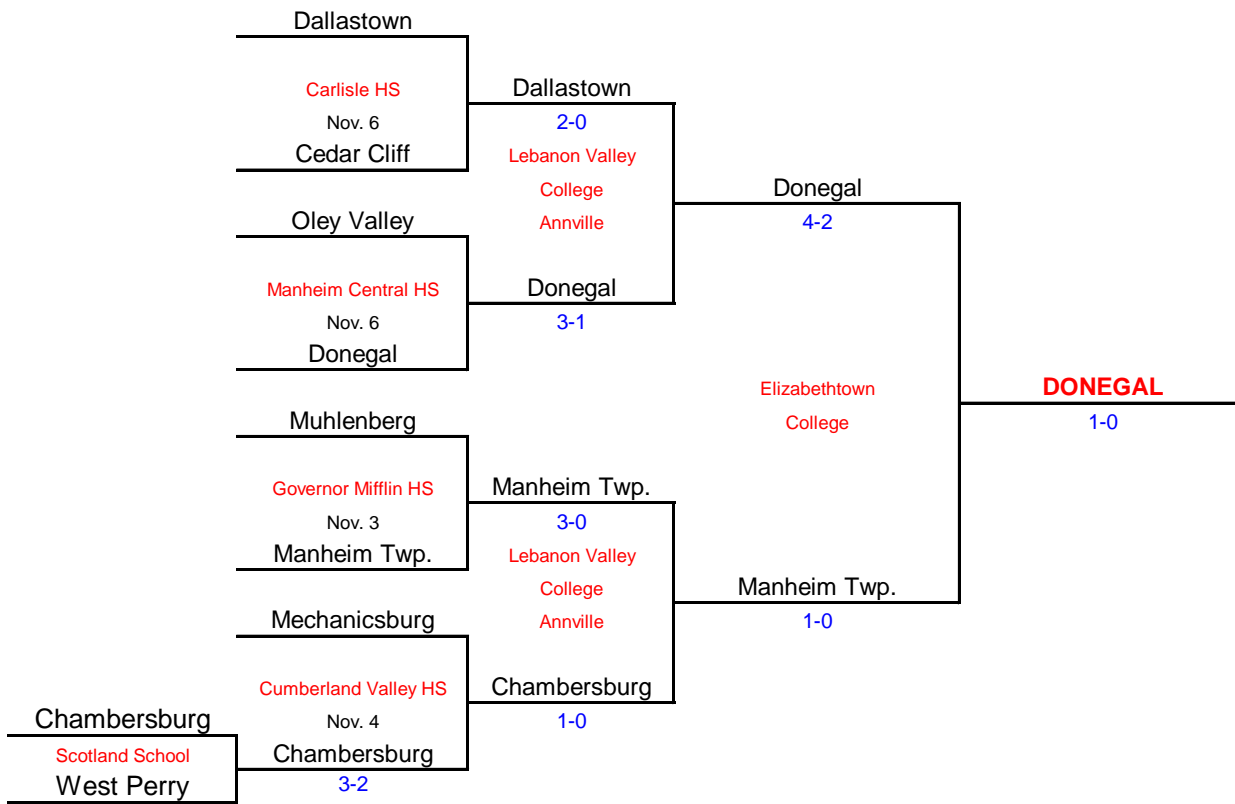 Dallastown
Carlisle HS
Nov. 6
Cedar Cliff
Dallastown
2-0
Lebanon Valley
College
Annville
Oley Valley
Manheim Central HS
Nov. 6
Donegal
Donegal
3-1
Donegal
4-2
Muhlenberg
Governor Mifflin HS
Nov. 3
Manheim Twp.
Manheim Twp.
3-0
Lebanon Valley
College
Annville
Mechanicsburg
Cumberland Valley HS
Nov. 4
Chambersburg
3-2
Chambersburg
Scotland School
West Perry
Chambersburg
1-0
Manheim Twp.
1-0
Elizabethtown
College
DONEGAL
1-0